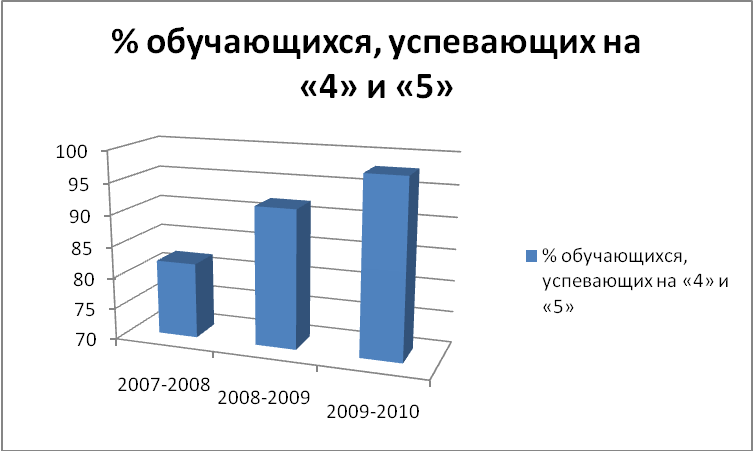 % обучающихся, успевающих на
«4» и «5»
100
95
90
85
80
75
70
2007-2008
2008-2009
2009-2010
% обучающихся,
успевающих на «4» и
«5»